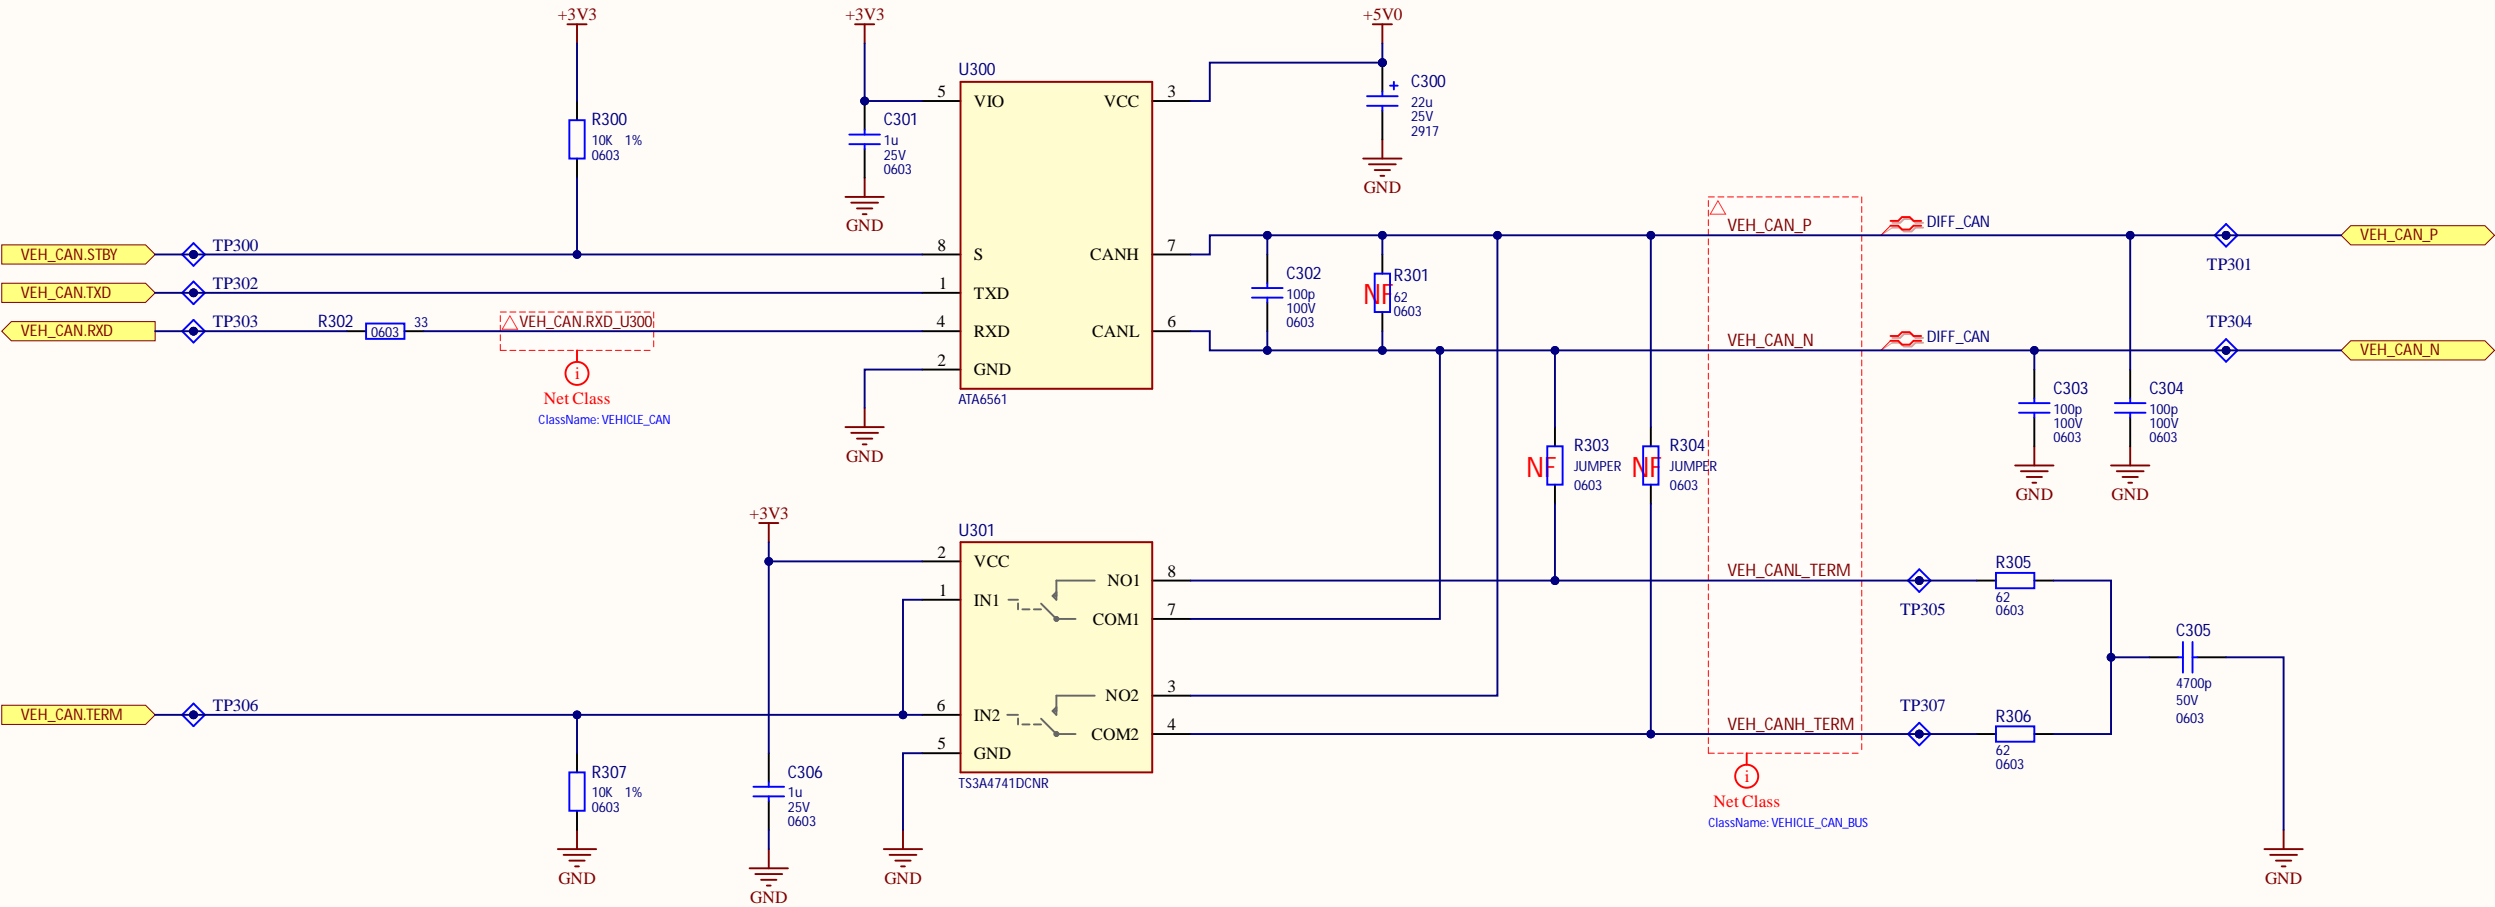 +3V3
+3V3
+5V0
U300
C300
22u
25V
2917
5
VIO
VCC
3
R300
10K 1%
0603
C301
1u
25V
0603
GND
GND
VEH_CAN.STBY
TP300
8
S
CANH
7
VEH_CAN_P
DIFF_CAN
TP301
VEH_CAN_P
VEH_CAN.TXD
TP302
1
TXD
C302
100p
100V
0603
R301
NF
62
0603
VEH_CAN.RXD
TP303
R302
0603
33
VEH_CAN.RXD_U300
4
RXD
CANL
6
VEH_CAN_N
DIFF_CAN
TP304
VEH_CAN_N
2
GND
ATA6561
i
Net Class
ClassName: VEHICLE_CAN
GND
C303
100p
100V
0603
C304
100p
100V
0603
GND
GND
R303
NF
JUMPER
0603
R304
NF
JUMPER
0603
+3V3
U301
2
VCC
NO1
8
VEH_CANL_TERM
TP305
R305
62
0603
1
IN1
COM1
7
C305
4700p
50V
0603
NO2
3
VEH_CAN.TERM
TP306
6
IN2
COM2
4
VEH_CANH_TERM
TP307
R306
62
0603
5
GND
TS3A4741DCNR
R307
10K 1%
0603
C306
1u
25V
0603
i
Net Class
ClassName: VEHICLE_CAN_BUS
GND
GND
GND
GND